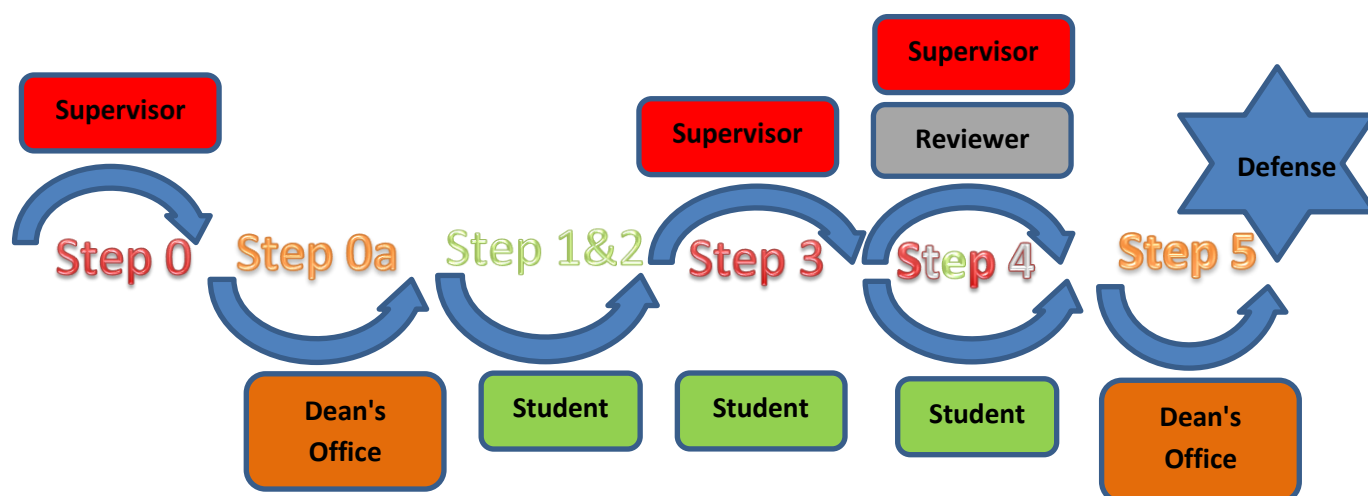 Supervisor
Supervisor
Supervisor
Reviewer
Defense
Step 0
Step 0a
Step 1&2
Step 3
Step 4
Step 5
Dean's
Office
Student
Student
Student
Dean's
Office